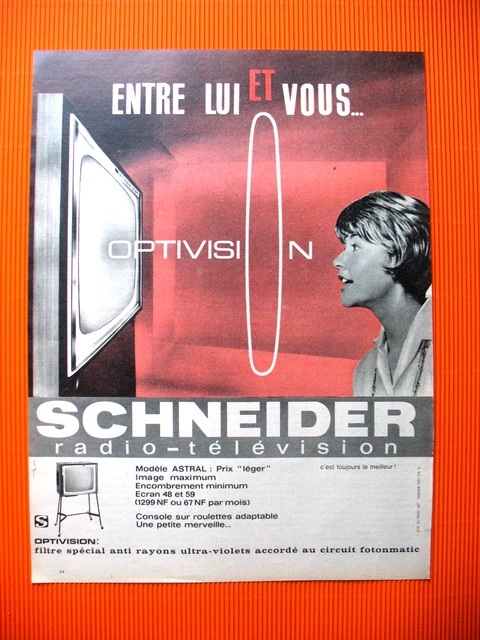 ENTRE LUI ET VOUS...
OPTIVISION
SCHNEIDER
radio-télévision
c'est toujours le meilleur!
Modèle ASTRAL : Prix "léger"
Image maximum
Encombrement minimum
Ecran 48 et 59
(1299 NF ou 67 NF par mois)
Console sur roulettes adaptable
Une petite merveille...
S
OPTIVISION:
filtre spécial anti rayons ultra-violets accordé au circuit fotonmatic